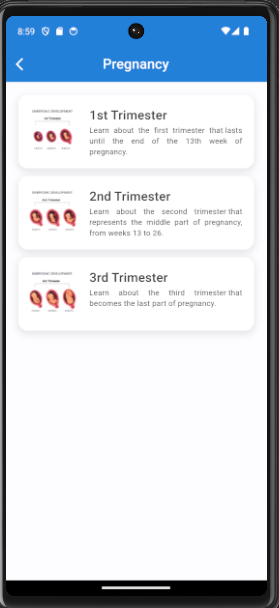 8:59
Pregnancy
EMBRYONIC DEVELOPMENT
1st Trimester
1st Trimester
Learn about the first trimester that lasts
until the end of the 13th week of
pregnancy.
EMBRYONIC DEVELOPMENT
2nd Trimester
2nd Trimester
Learn about the second trimester that
represents the middle part of pregnancy,
from weeks 13 to 26.
EMBRYONIC DEVELOPMENT
3rd Trimester
3rd Trimester
Learn about the third trimester that
becomes the last part of pregnancy.